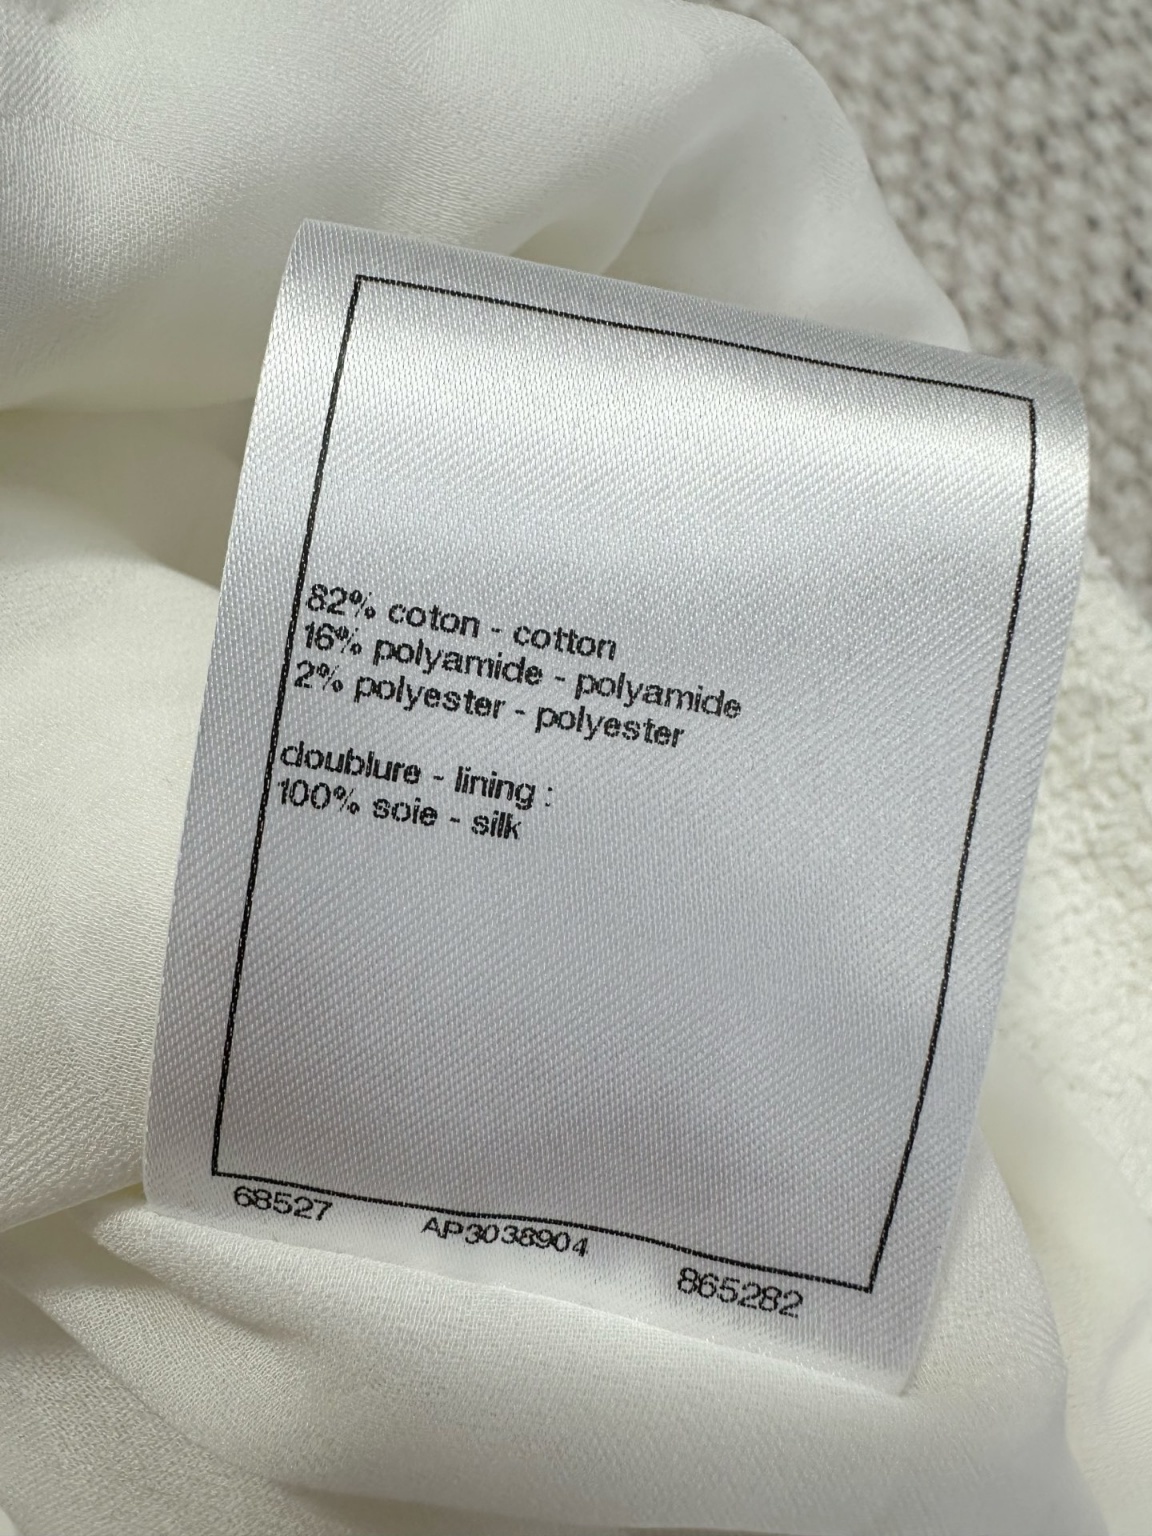 82% coton - cotton
16% polyamide - polyamide
2% polyester - polyester
doublure - lining :
100% soie - silk
68527
AP3038904
865282